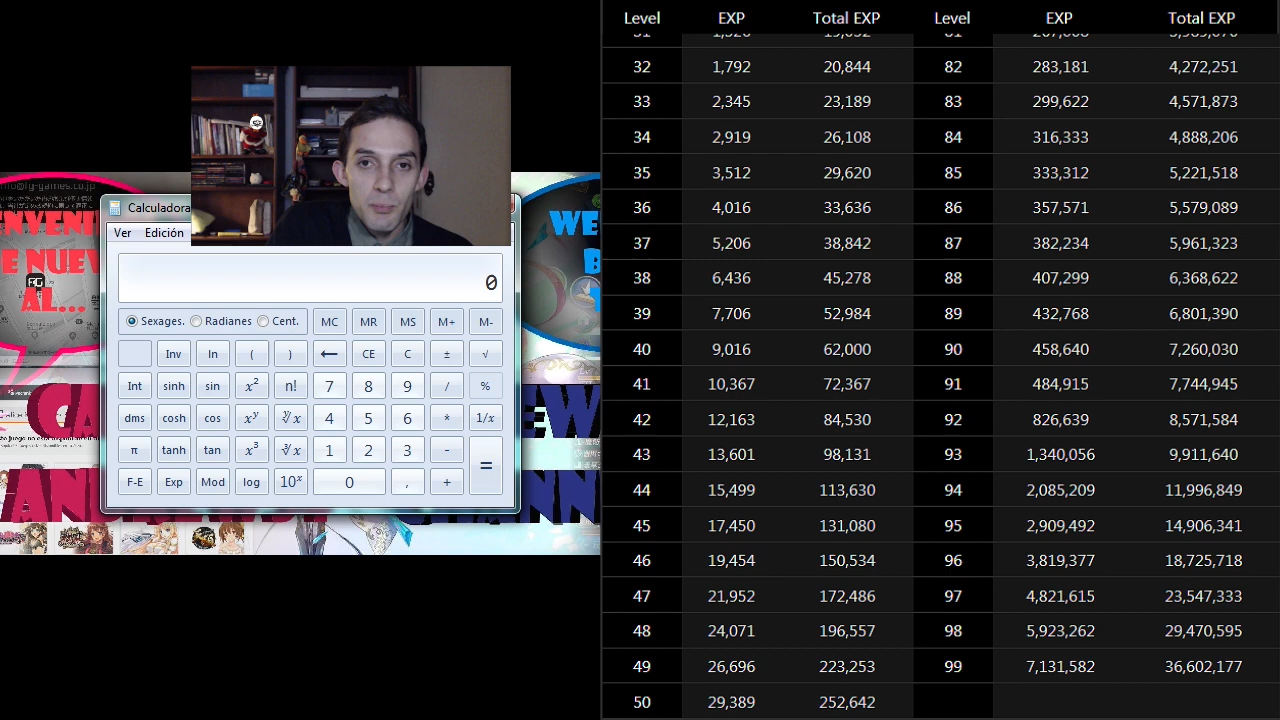 Level EXP Total EXP Level EXP Total EXP
32 1,792 20,844 82 283,181 4,272,251
33 2,345 23,189 83 299,622 4,571,873
34 2,919 26,108 84 316,333 4,888,206
35 3,512 29,620 85 333,312 5,221,518
36 4,016 33,636 86 357,571 5,579,089
37 5,206 38,842 87 382,234 5,961,323
38 6,436 45,278 88 407,299 6,368,622
39 7,706 52,984 89 432,768 6,801,390
40 9,016 62,000 90 458,640 7,260,030
41 10,367 72,367 91 484,915 7,744,945
42 12,163 84,530 92 826,639 8,571,584
43 13,601 98,131 93 1,340,056 9,911,640
44 15,499 113,630 94 2,085,209 11,996,849
45 17,450 131,080 95 2,909,492 14,906,341
46 19,454 150,534 96 3,819,377 18,725,718
47 21,952 172,486 97 4,821,615 23,547,333
48 24,071 196,557 98 5,923,262 29,470,595
49 26,696 223,253 99 7,131,582 36,602,177
50 29,389 252,642
Calculadora
Ver Edición
0
Sexages. Radianes Cent. MC MR MS M+ M-
Inv ln ( ) ← CE C ± √
Int sinh sin x² n! 7 8 9 / %
dms cosh cos xʸ ʸ√x 4 5 6 * 1/x
π tanh tan x³ ³√x 1 2 3 - =
F-E Exp Mod log 10ˣ 0 , +
AL...
WE
B